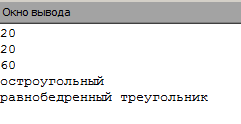 Окно вывода
20
20
60
остроугольный
равнобедренный треугольник